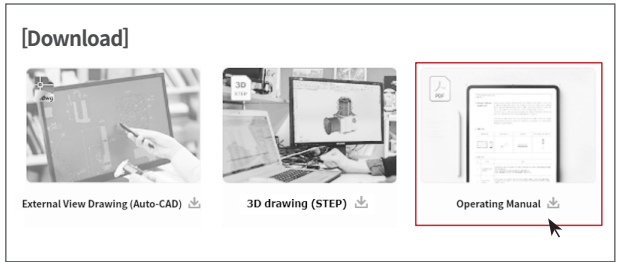 [Download]
.dwg
3D
STEP
PDF
External View Drawing (Auto-CAD)
3D drawing (STEP)
Operating Manual